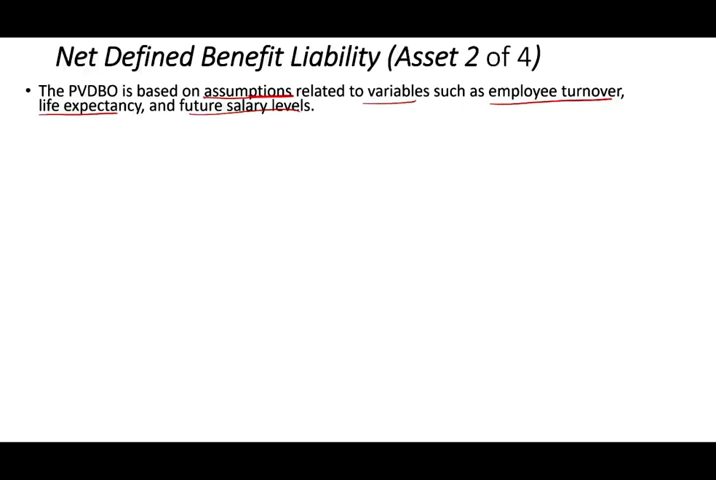 Net Defined Benefit Liability (Asset 2 of 4)
• The PVDBO is based on assumptions related to variables such as employee turnover,
life expectancy, and future salary levels.